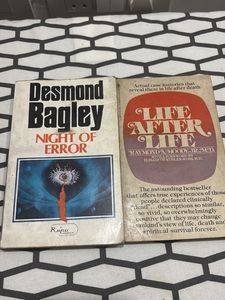 Desmond
Bagley
NIGHT OF
ERROR
Actual case histories that
reveal there is life after death
LIFE
AFTER
LIFE
RAYMOND A. MOODY, JR., M.D.
The astounding bestseller
that offers true experiences of those
people declared clinically
"dead"...descriptions so similar,
so vivid, so overwhelmingly
positive that they may change
mankind's view of life, death and
spiritual survival forever.